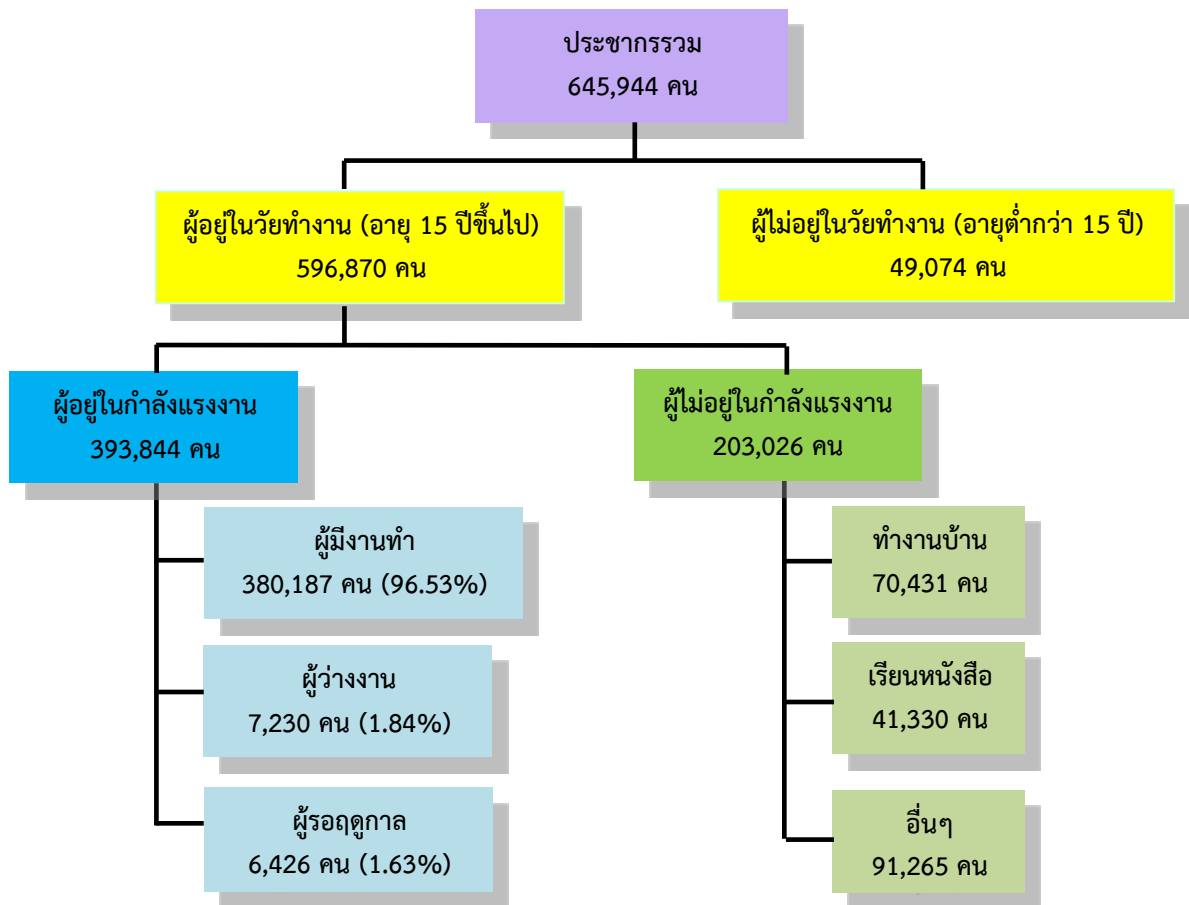 ประชากรรวม
645,944 คน
ผู้อยู่ในวัยทำงาน (อายุ 15 ปีขึ้นไป)
596,870 คน
ผู้ไม่อยู่ในวัยทำงาน (อายุต่ำกว่า 15 ปี)
49,074 คน
ผู้อยู่ในกำลังแรงงาน
393,844 คน
ผู้ไม่อยู่ในกำลังแรงงาน
203,026 คน
ผู้มีงานทำ
380,187 คน (96.53%)
ผู้ว่างงาน
7,230 คน (1.84%)
ผู้รอฤดูกาล
6,426 คน (1.63%)
ทำงานบ้าน
70,431 คน
เรียนหนังสือ
41,330 คน
อื่นๆ
91,265 คน